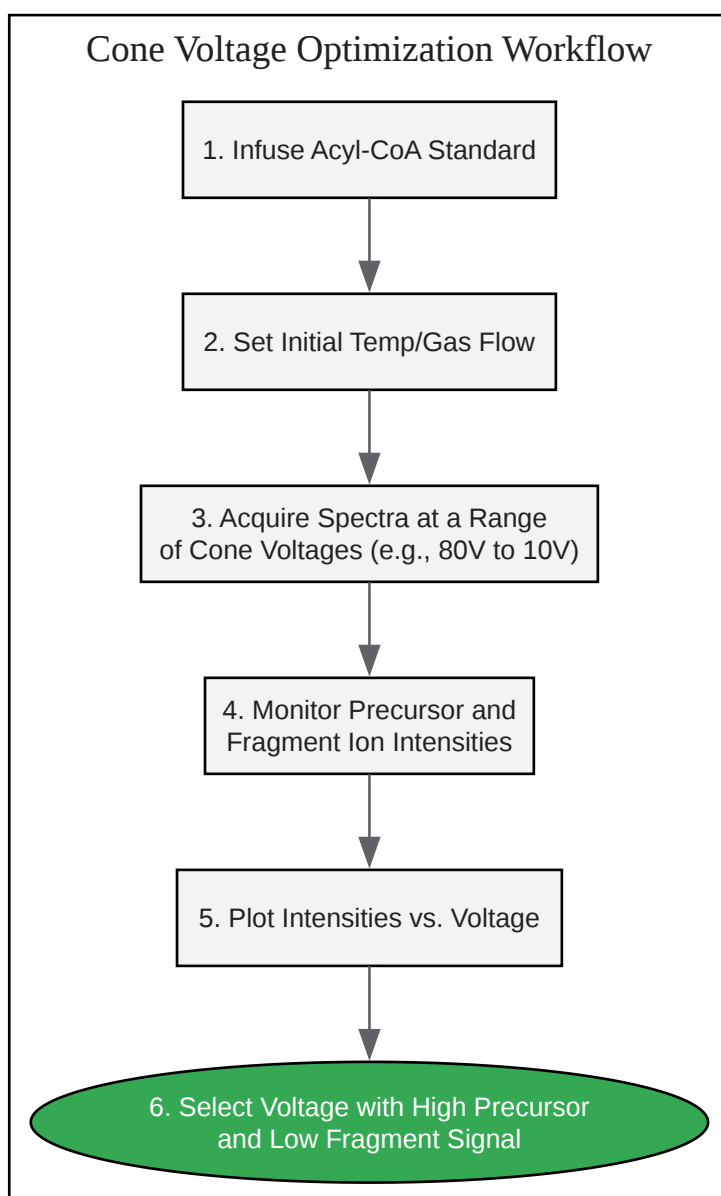 Cone Voltage Optimization Workflow
1. Infuse Acyl-CoA Standard
2. Set Initial Temp/Gas Flow
3. Acquire Spectra at a Range
of Cone Voltages (e.g., 80V to 10V)
4. Monitor Precursor and
Fragment Ion Intensities
5. Plot Intensities vs. Voltage
6. Select Voltage with High Precursor
and Low Fragment Signal